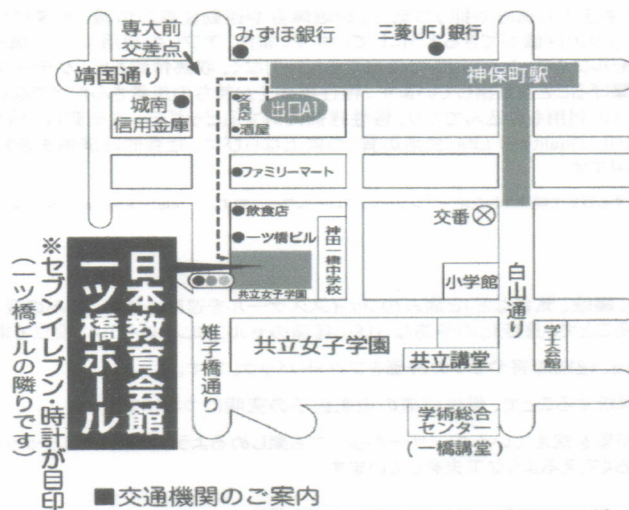 専大前
交差点
みずほ銀行
三菱UFJ銀行
靖国通り
神保町駅
城南
信用金庫
文具店
出口A1
酒屋
ファミリーマート
飲食店
一ツ橋ビル
神田一橋中学校
交番
小学館
白山通り
共立女子学園
日本教育会館
一ツ橋ホール
※セブンイレブン・時計が目印
(一ツ橋ビルの隣りです)
雉子橋通り
共立女子学園
共立講堂
学士会館
学術総合
センター
(一橋講堂)
■交通機関のご案内